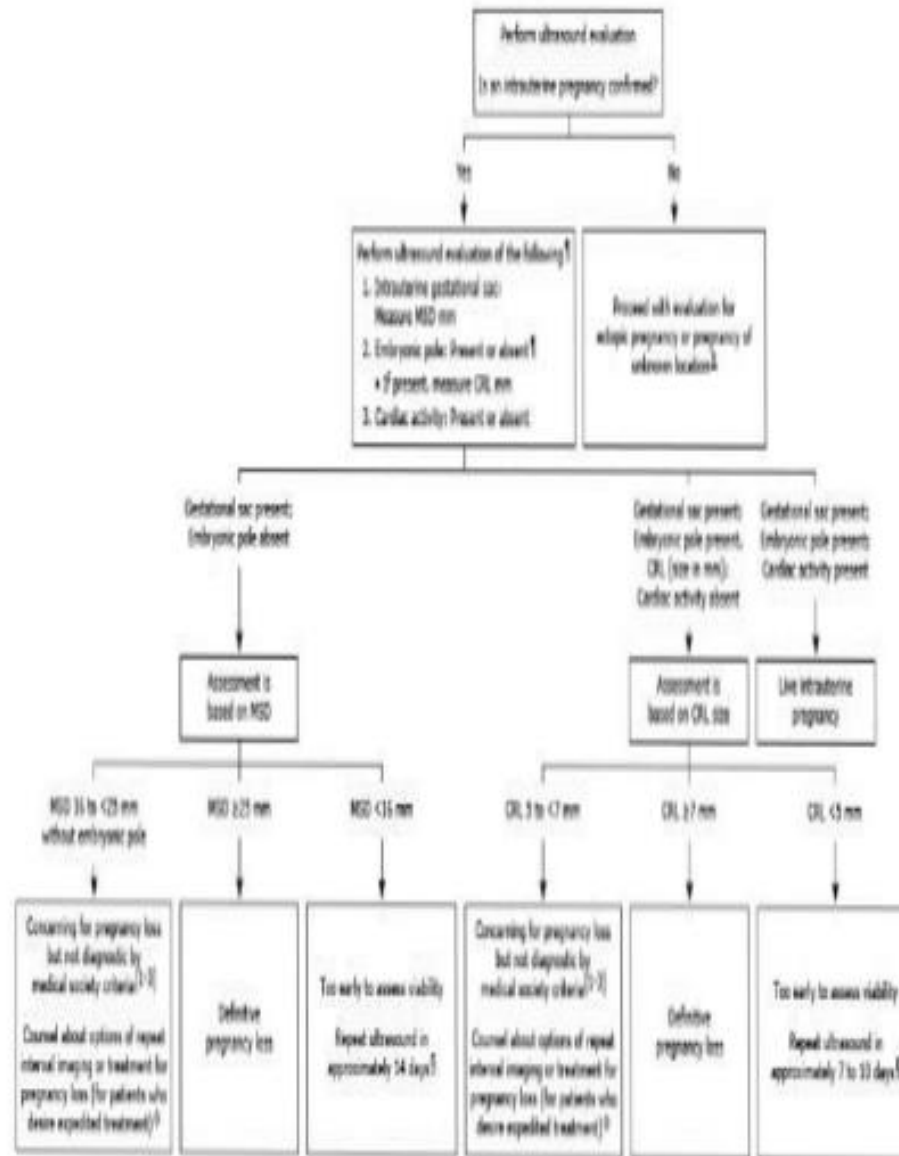 Perform ultrasound evaluation
Is an intrauterine pregnancy confirmed?
Yes
No
Perform ultrasound evaluation of the following¶
1. Intrauterine gestational sac:
Measure MSD mm
2. Embryonic pole: Present or absent¶
• If present, measure CRL mm
3. Cardiac activity: Present or absent
Proceed with evaluation for
ectopic pregnancy or pregnancy of
unknown location
Gestational sac present;
Embryonic pole absent
Gestational sac present;
Embryonic pole present,
CRL (size in mm);
Cardiac activity absent
Gestational sac present;
Embryonic pole present;
Cardiac activity present
Assessment is
based on MSD
Assessment is
based on CRL size
Live intrauterine
pregnancy
MSD 16 to <25 mm
without embryonic pole
MSD ≥25 mm
MSD <16 mm
CRL 5 to <7 mm
CRL ≥7 mm
CRL <5 mm
Concerning for pregnancy loss
but not diagnostic by
medical society criteria[1-3]
Counsel about options of repeat
interval imaging or treatment for
pregnancy loss (for patients who
desire expedited treatment)◊
Definitive
pregnancy loss
Too early to assess viability
Repeat ultrasound in
approximately 14 days¶
Concerning for pregnancy loss
but not diagnostic by
medical society criteria[1-3]
Counsel about options of repeat
interval imaging or treatment for
pregnancy loss (for patients who
desire expedited treatment)◊
Definitive
pregnancy loss
Too early to assess viability
Repeat ultrasound in
approximately 7 to 10 days¶